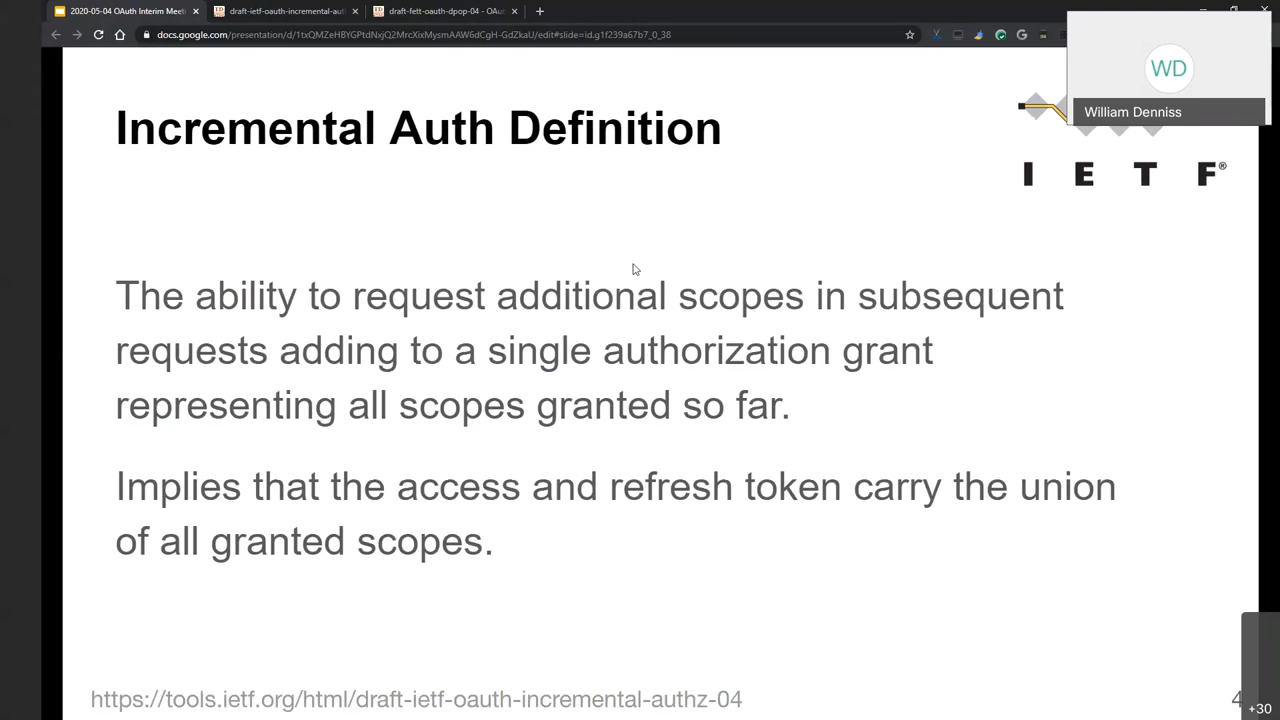 2020-05-04 OAuth Interim Meeti
draft-ietf-oauth-incremental-aut
draft-fett-dpop-04 - OAu
docs.google.com/presentation/d/1txQMZeHBYGPtdNxjQ2MrcXixMysmAAW6dCgH-GdZkaU/edit#slide=id.g1f239a67b7_0_38
WD
William Denniss
Incremental Auth Definition
I E T F®
The ability to request additional scopes in subsequent
requests adding to a single authorization grant
representing all scopes granted so far.
Implies that the access and refresh token carry the union
of all granted scopes.
https://tools.ietf.org/html/draft-ietf-oauth-incremental-authz-04
4
+30